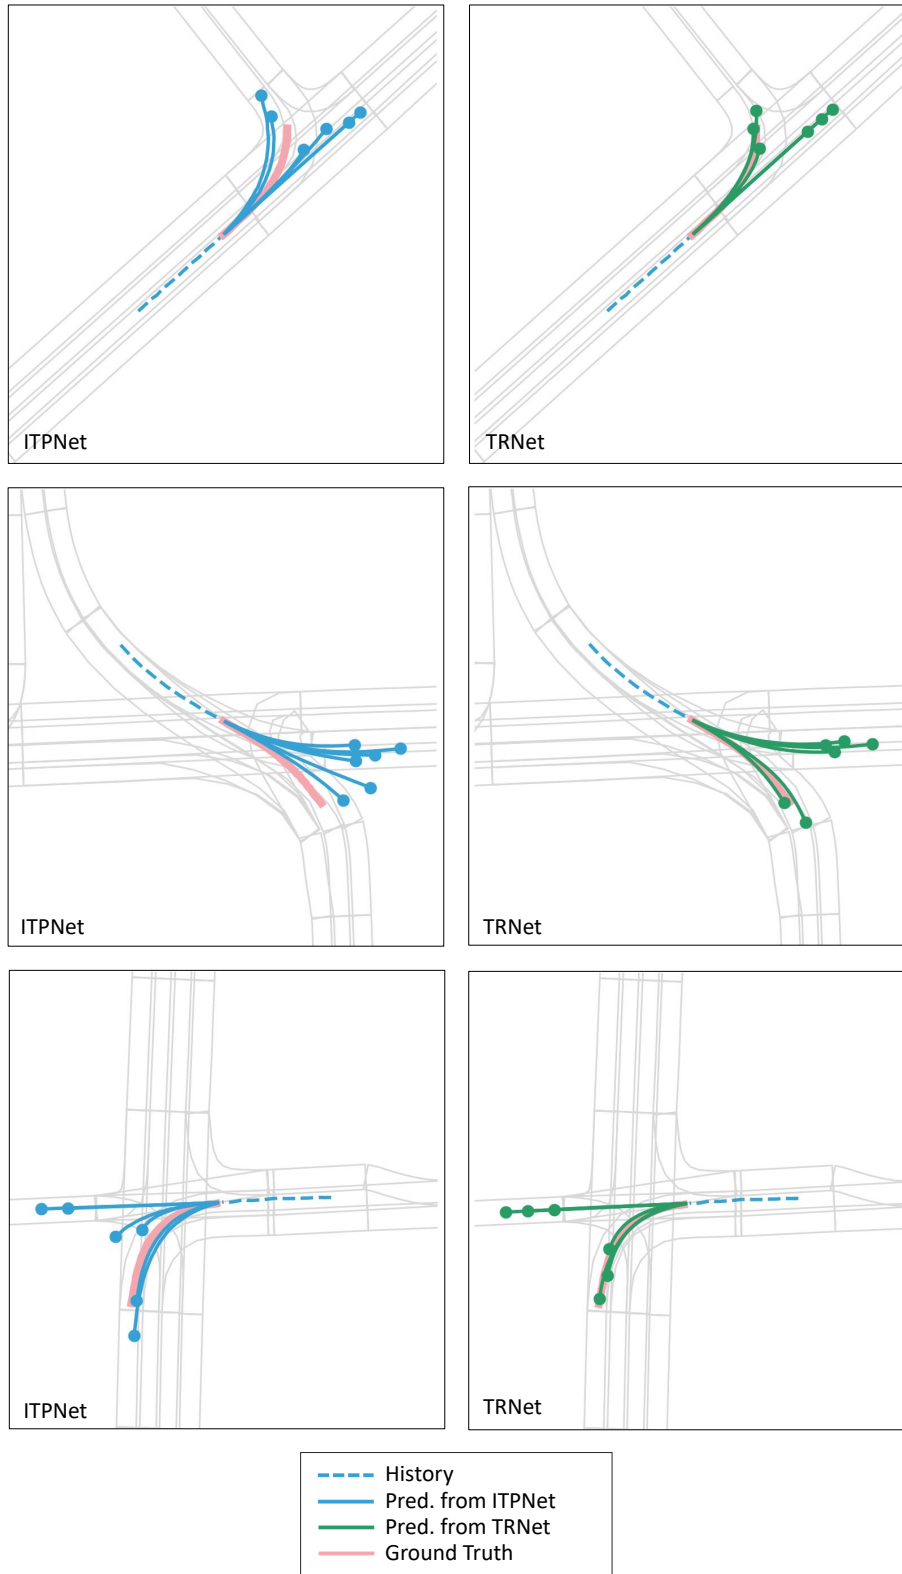 ITPNet
TRNet
ITPNet
TRNet
ITPNet
TRNet
History
Pred. from ITPNet
Pred. from TRNet
Ground Truth